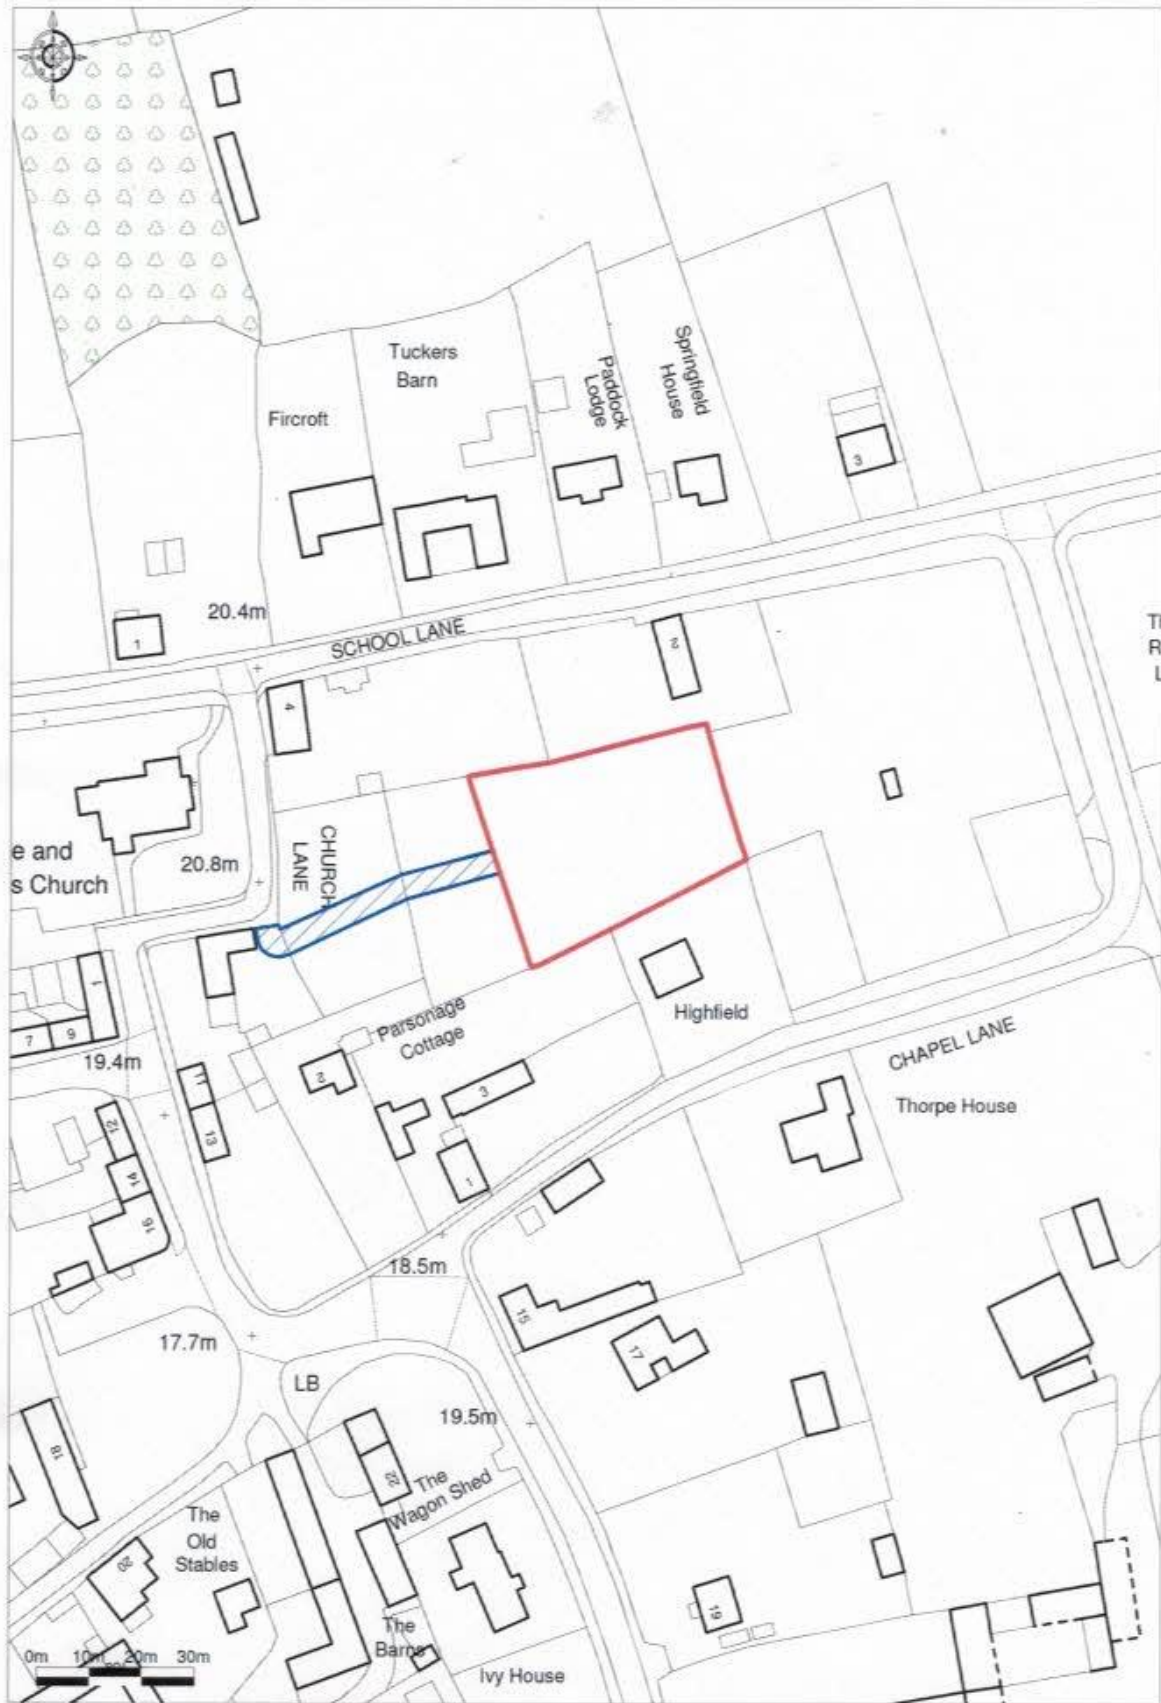 Tuckers
Barn
Fircroft
Paddock
Lodge
Springfield
House
3
20.4m
1
SCHOOL LANE
2
4
CHURCH
LANE
e and
s Church
20.8m
1
7
9
19.4m
11
13
12
14
16
2
Parsonage
Cottage
3
1
Highfield
CHAPEL LANE
Thorpe House
18.5m
17.7m
15
17
LB
19.5m
18
22
The
Wagon Shed
The
Old
Stables
20
The
Barns
Ivy House
19
0m 10m 20m 30m